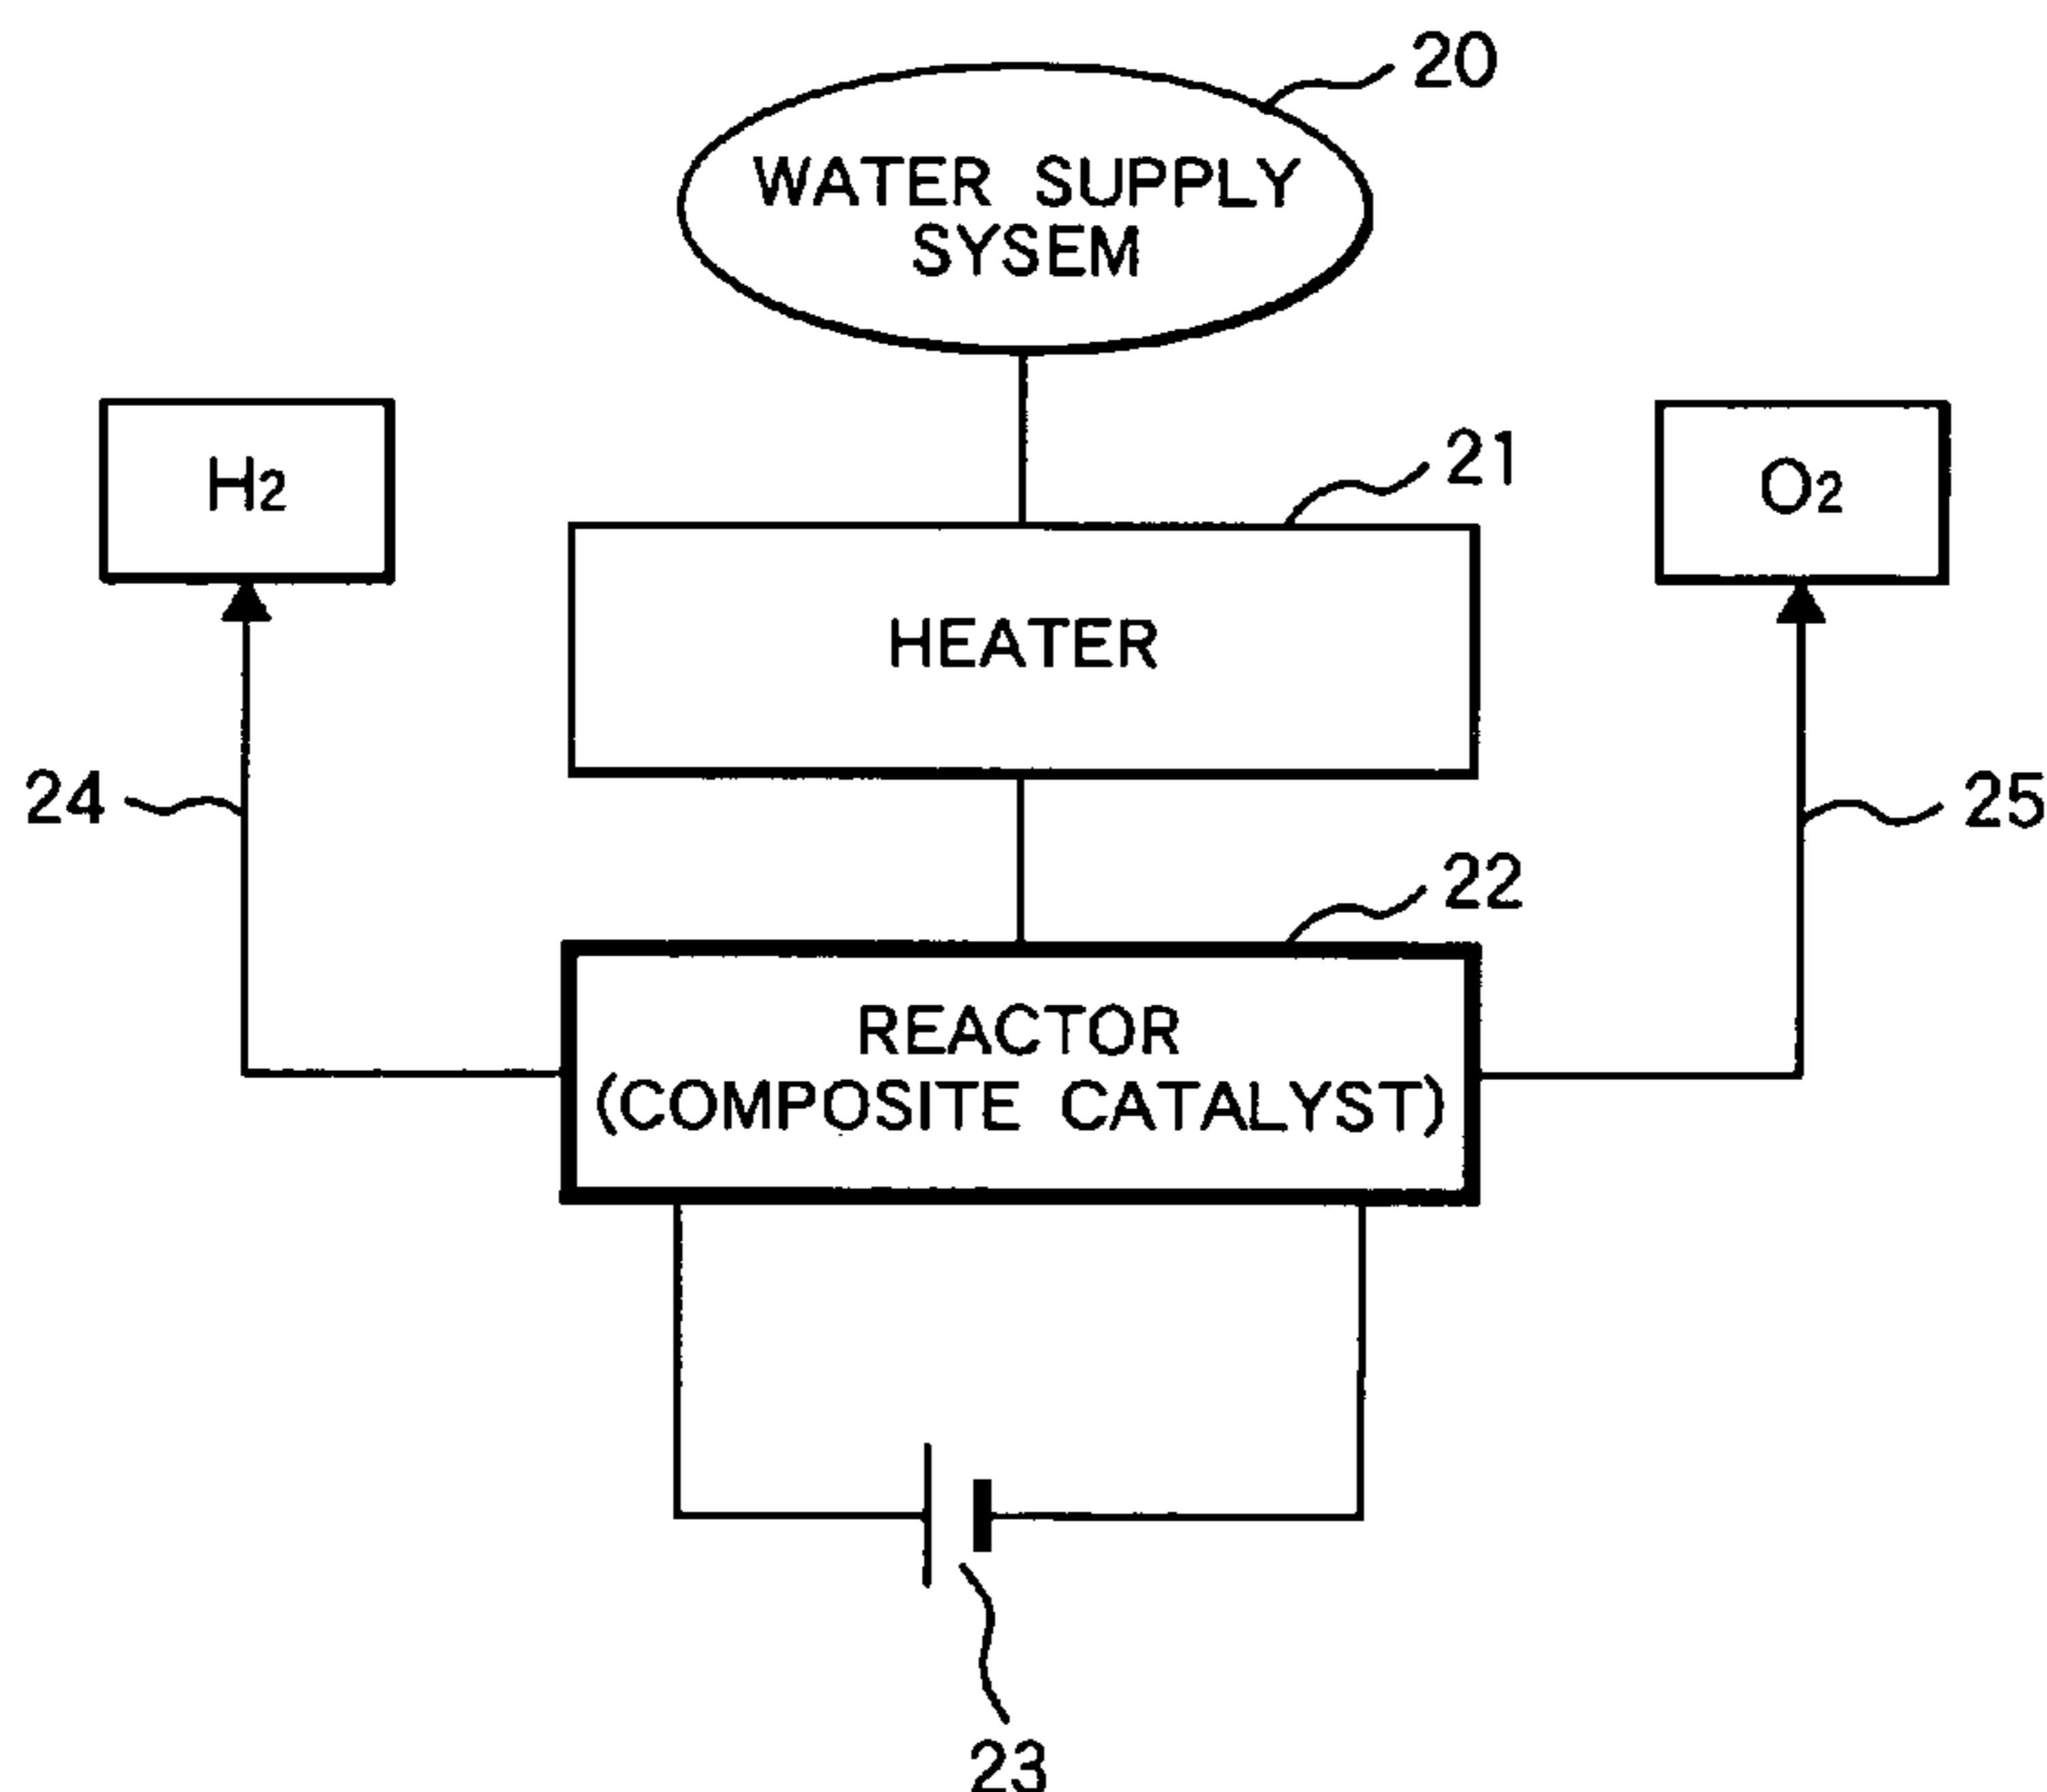 20
WATER SUPPLY
SYSEM
H2
21
O2
HEATER
24
25
22
REACTOR
(COMPOSITE CATALYST)
23